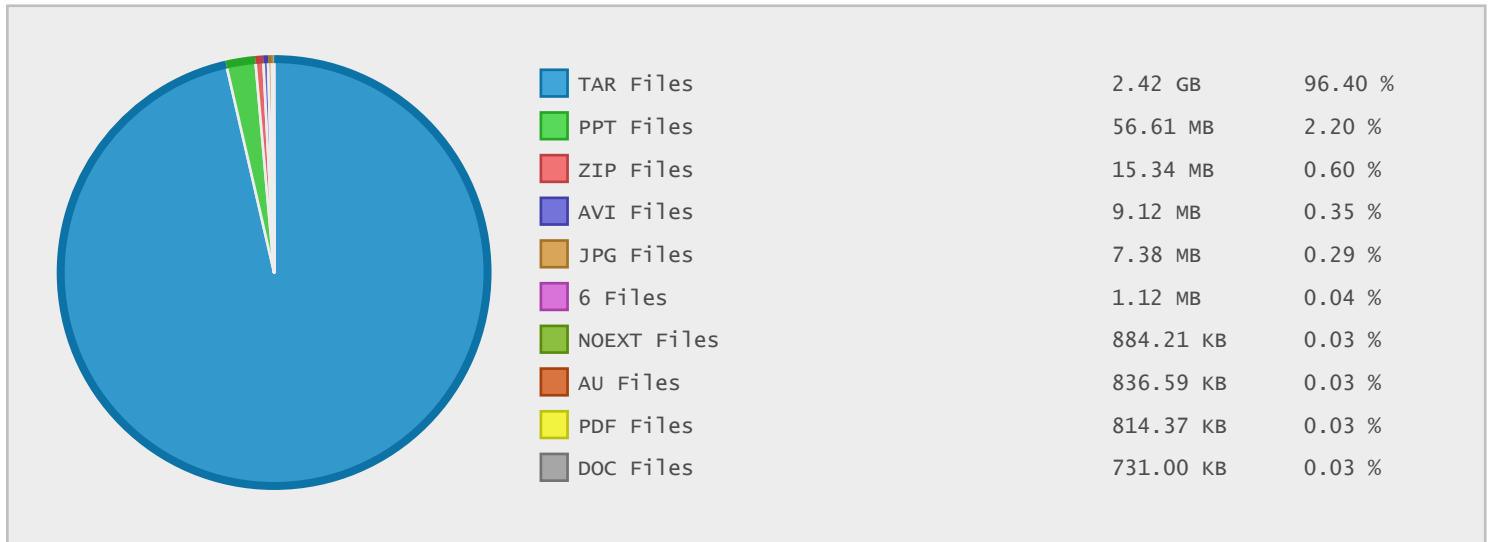 TAR Files 2.42 GB 96.40 %
PPT Files 56.61 MB 2.20 %
ZIP Files 15.34 MB 0.60 %
AVI Files 9.12 MB 0.35 %
JPG Files 7.38 MB 0.29 %
6 Files 1.12 MB 0.04 %
NOEXT Files 884.21 KB 0.03 %
AU Files 836.59 KB 0.03 %
PDF Files 814.37 KB 0.03 %
DOC Files 731.00 KB 0.03 %